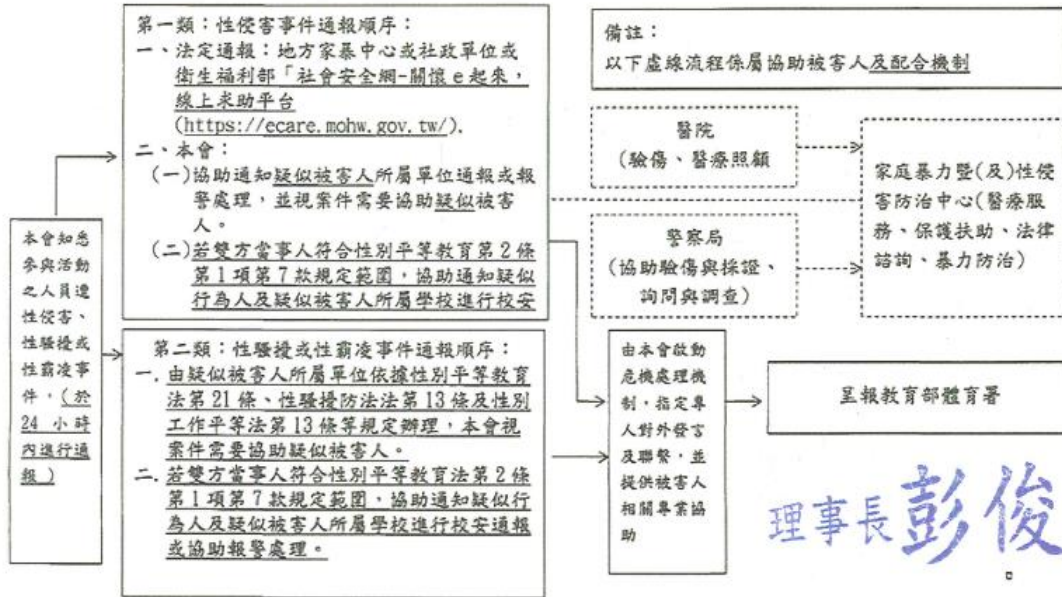 本會知悉
參與活動
之人員遭
性侵害、
性騷擾或
性霸凌事
件，(於
24 小時
內進行通
報)
第一類：性侵害事件通報順序：
一、法定通報：地方家暴中心或社政單位或
衛生福利部「社會安全網-關懷 e 起來，
線上求助平台
(https://ecare.mohw.gov.tw/).
二、本會：
(一)協助通知疑似被害人所屬單位通報或報
警處理，並視案件需要協助疑似被害
人。
(二)若雙方當事人符合性別平等教育第 2 條
第 1 項第 7 款規定範圍，協助通知疑似
行為人及疑似被害人所屬學校進行校安
第二類：性騷擾或性霸凌事件通報順序：
一. 由疑似被害人所屬單位依據性別平等教育
法第 21 條、性騷擾防法法第 13 條及性別
工作平等法第 13 條等規定辦理，本會視
案件需要協助疑似被害人。
二. 若雙方當事人符合性別平等教育法第 2 條
第 1 項第 7 款規定範圍，協助通知疑似行
為人及疑似被害人所屬學校進行校安通報
或協助報警處理。
備註：
以下虛線流程係屬協助被害人及配合機制
醫院
(驗傷、醫療照顧
警察局
(協助驗傷與採證、
詢問與調查)
家庭暴力暨(及)性侵
害防治中心(醫療服
務、保護扶助、法律
諮詢、暴力防治)
由本會啟動
危機處理機
制，指定專
人對外發言
及聯繫，並
提供被害人
相關專業協
助
呈報教育部體育署
理事長彭俊